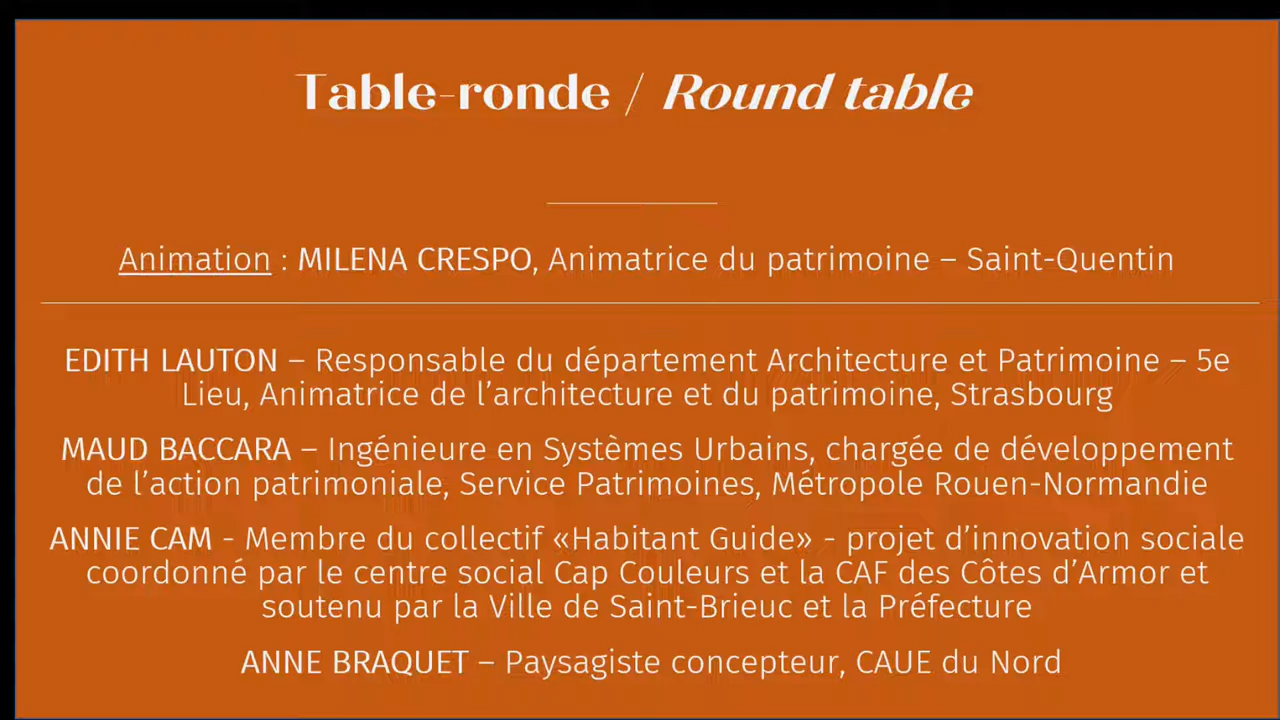 Table-ronde / Round table
Animation : MILENA CRESPO, Animatrice du patrimoine – Saint-Quentin
EDITH LAUTON – Responsable du département Architecture et Patrimoine – 5e
Lieu, Animatrice de l’architecture et du patrimoine, Strasbourg
MAUD BACCARA – Ingénieure en Systèmes Urbains, chargée de développement
de l’action patrimoniale, Service Patrimoines, Métropole Rouen-Normandie
ANNIE CAM - Membre du collectif «Habitant Guide» - projet d’innovation sociale
coordonné par le centre social Cap Couleurs et la CAF des Côtes d’Armor et
soutenu par la Ville de Saint-Brieuc et la Préfecture
ANNE BRAQUET – Paysagiste concepteur, CAUE du Nord